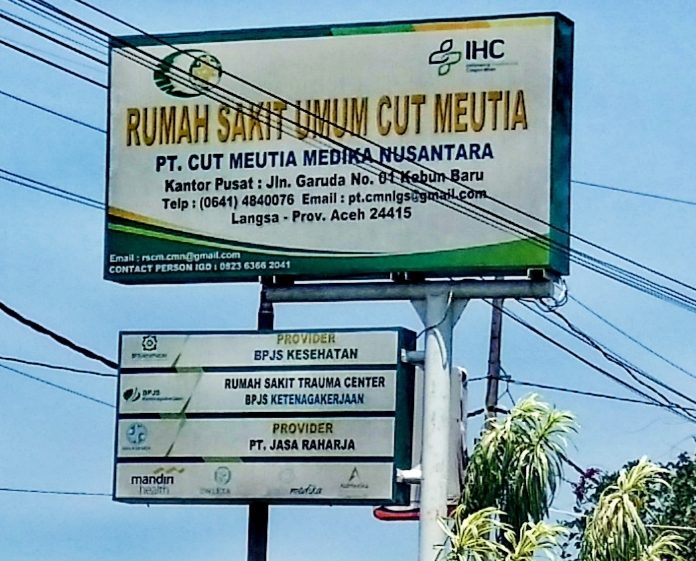 IHC
RUMAH SAKIT UMUM CUT MEUTIA
PT. CUT MEUTIA MEDIKA NUSANTARA
Kantor Pusat : Jln. Garuda No. 01 Kebun Baru
Telp : (0641) 4840076 Email : pt.cmnlgs@gmail.com
Langsa - Prov. Aceh 24415
Email : rscm.cmn@gmail.com
CONTACT PERSON IGD : 0823 6366 2041
PROVIDER
BPJS KESEHATAN
BPJS
Ketenagakerjaan
RUMAH SAKIT TRAUMA CENTER
BPJS KETENAGAKERJAAN
PROVIDER
PT. JASA RAHARJA
mandiri
health
medika